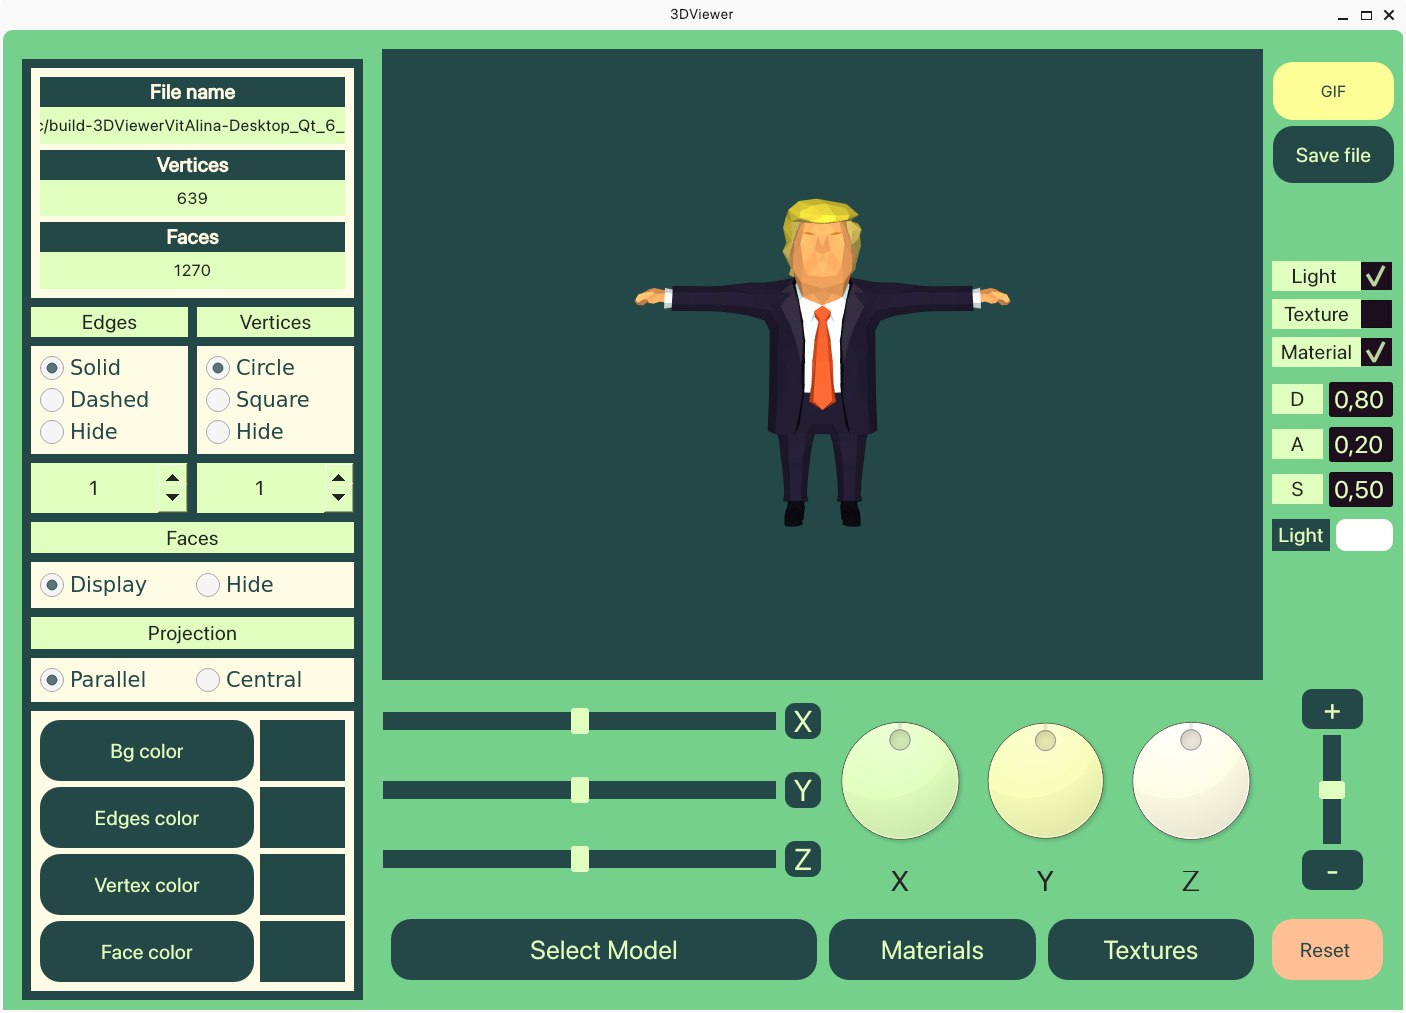 3DViewer
File name
:/build-3DViewerVitAlina-Desktop_Qt_6_
Vertices
639
Faces
1270
Edges
Vertices
Solid
Dashed
Hide
Circle
Square
Hide
1
1
Faces
Display
Hide
Projection
Parallel
Central
Bg color
Edges color
Vertex color
Face color
X
Y
Z
X
Y
Z
Select Model
Materials
Textures
GIF
Save file
Light
Texture
Material
D
0,80
A
0,20
S
0,50
Light
+
-
Reset